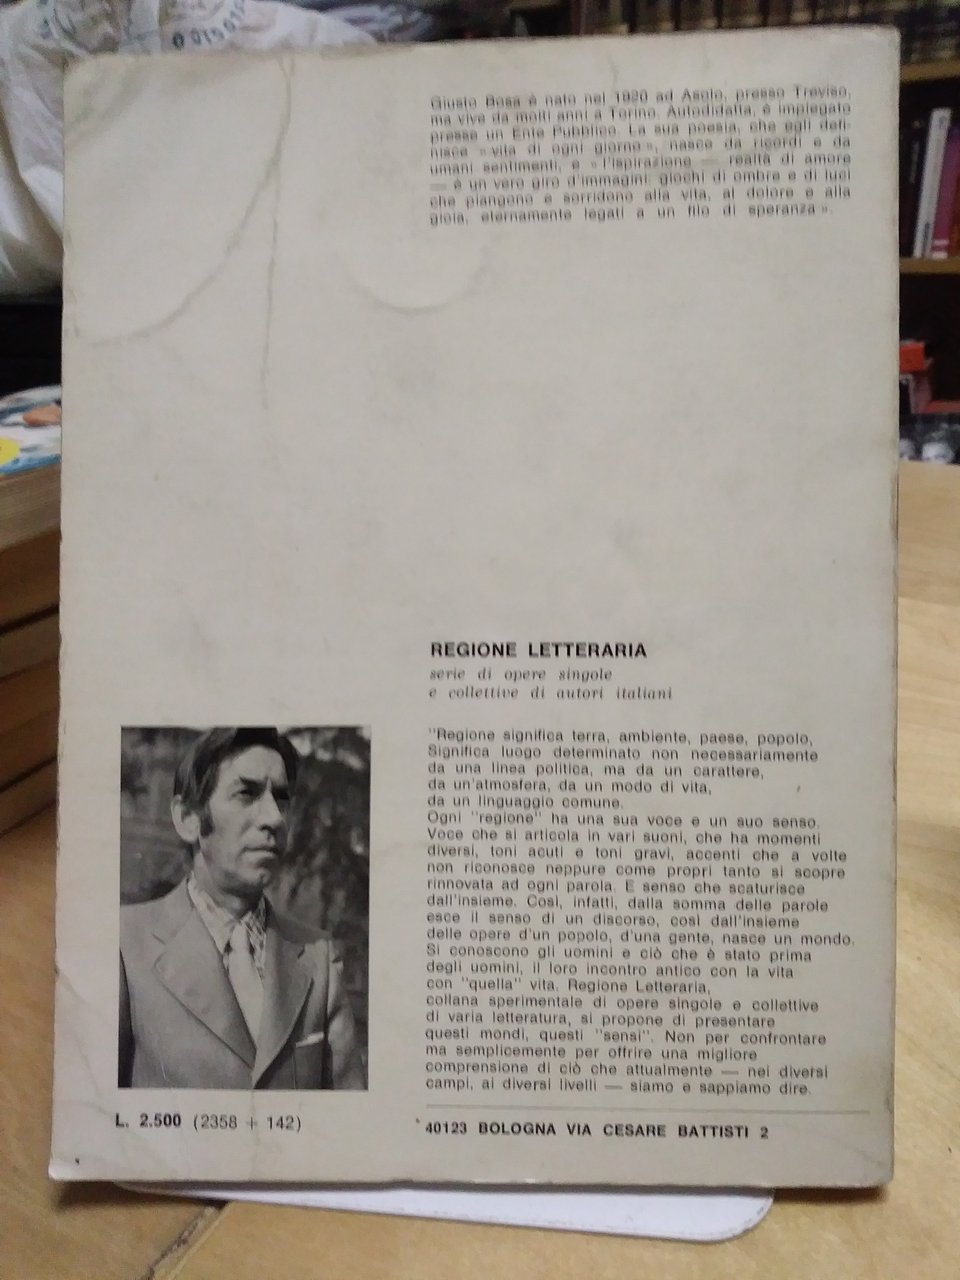 Giusto Bosa è nato nel 1920 ad Asolo, presso Treviso,
ma vive da molti anni a Torino. Autodidatta, è impiegato
presso un Ente Pubblico. La sua poesia, che egli defi-
nisce « vita di ogni giorno », nasce da ricordi e da
umani sentimenti, e « l'ispirazione — realtà di amore
— è un vero giro d'immagini: giochi di ombre e di luci
che piangono e sorridono alla vita, al dolore e alla
gioia, eternamente legati a un filo di speranza ».
REGIONE LETTERARIA
serie di opere singole
e collettive di autori italiani
"Regione significa terra, ambiente, paese, popolo,
Significa luogo determinato non necessariamente
da una linea politica, ma da un carattere,
da un'atmosfera, da un modo di vita,
da un linguaggio comune.
Ogni "regione" ha una sua voce e un suo senso.
Voce che si articola in vari suoni, che ha momenti
diversi, toni acuti e toni gravi, accenti che a volte
non riconosce neppure come propri tanto si scopre
rinnovata ad ogni parola. E senso che scaturisce
dall'insieme. Così, infatti, dalla somma delle parole
esce il senso di un discorso, così dall'insieme
delle opere d'un popolo, d'una gente, nasce un mondo.
Si conoscono gli uomini e ciò che è stato prima
degli uomini, il loro incontro antico con la vita
con "quella" vita. Regione Letteraria,
collana sperimentale di opere singole e collettive
di varia letteratura, si propone di presentare
questi mondi, questi "sensi". Non per confrontare
ma semplicemente per offrire una migliore
comprensione di ciò che attualmente — nei diversi
campi, ai diversi livelli — siamo e sappiamo dire.
L. 2.500 (2358 + 142)
40123 BOLOGNA VIA CESARE BATTISTI 2